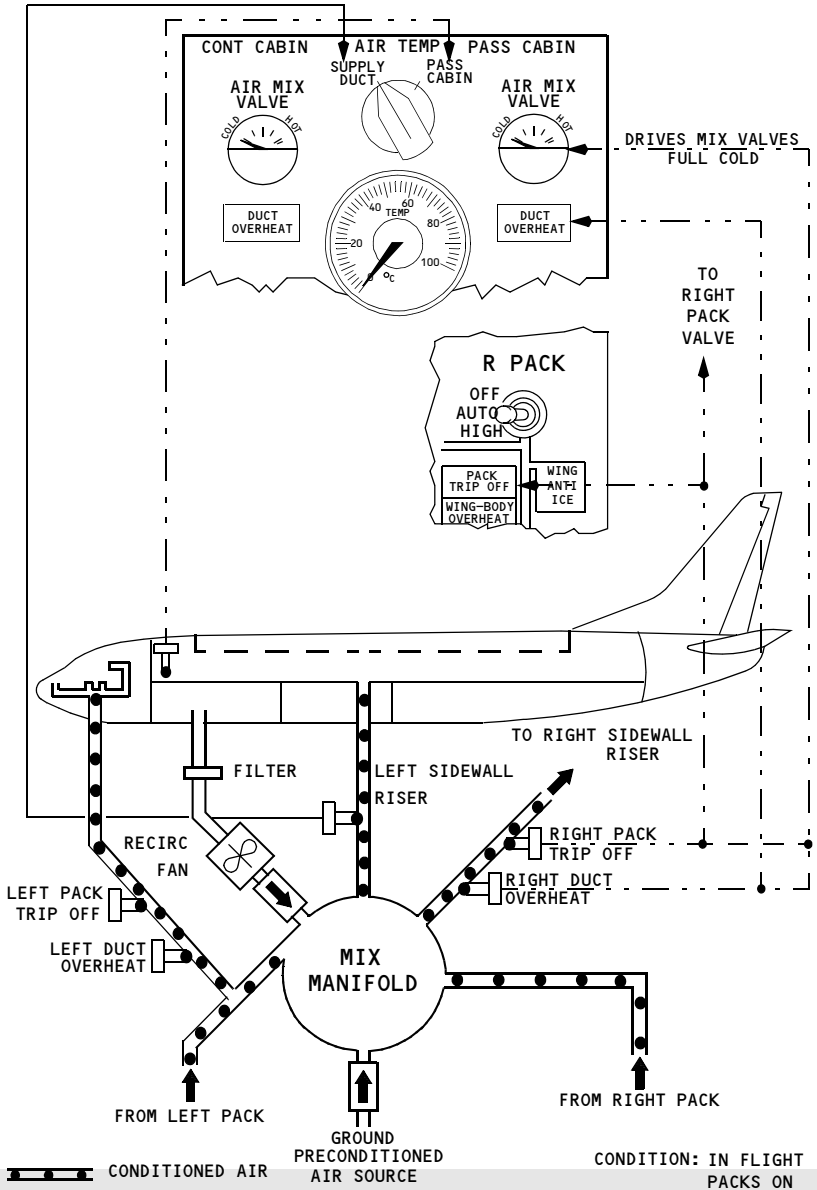 CONT CABIN AIR TEMP PASS CABIN
SUPPLY DUCT
PASS CABIN
AIR MIX VALVE
COLD HOT
AIR MIX VALVE
COLD HOT
DRIVES MIX VALVES
FULL COLD
DUCT OVERHEAT
0 20 40 60 80 100
TEMP
°C
DUCT OVERHEAT
TO
RIGHT
PACK
VALVE
R PACK
OFF
AUTO
HIGH
PACK
TRIP OFF
WING-BODY
OVERHEAT
WING
ANTI
ICE
TO RIGHT SIDEWALL
RISER
FILTER
LEFT SIDEWALL
RISER
RECIRC
FAN
RIGHT PACK
TRIP OFF
RIGHT DUCT
OVERHEAT
LEFT PACK
TRIP OFF
LEFT DUCT
OVERHEAT
MIX
MANIFOLD
FROM LEFT PACK
FROM RIGHT PACK
GROUND
PRECONDITIONED
AIR SOURCE
CONDITIONED AIR
CONDITION: IN FLIGHT
PACKS ON